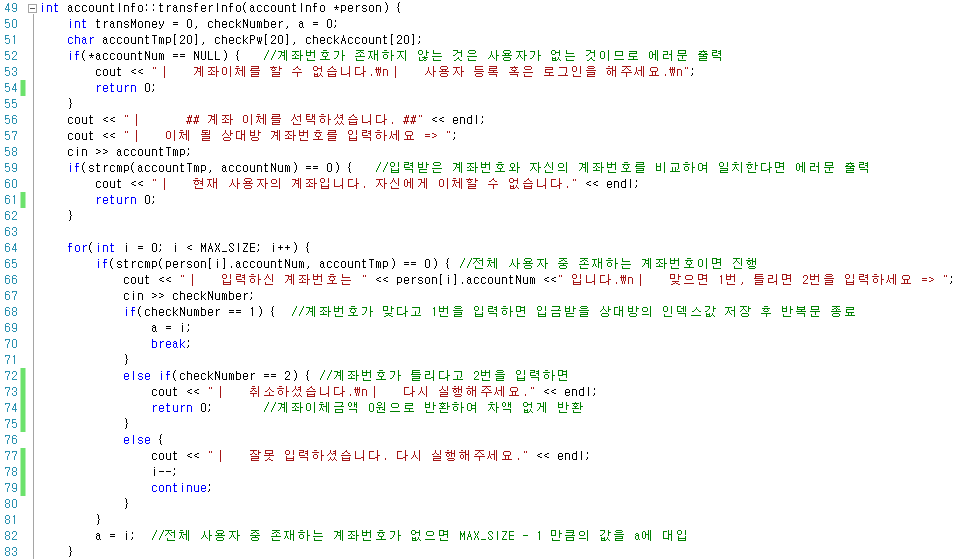 49 int accountInfo::transferInfo(accountInfo *person) {
50 int transMoney = 0, checkNumber, a = 0;
51 char accountTmp[20], checkPw[20], checkAccount[20];
52 if(*accountNum == NULL) { //계좌번호가 존재하지 않는 것은 사용자가 없는 것이므로 에러문 출력
53 cout << "| 계좌이체를 할 수 없습니다.₩n| 사용자 등록 혹은 로그인을 해주세요.₩n";
54 return 0;
55 }
56 cout << "| ## 계좌 이체를 선택하셨습니다. ##" << endl;
57 cout << "| 이체 될 상대방 계좌번호를 입력하세요 => ";
58 cin >> accountTmp;
59 if(strcmp(accountTmp, accountNum) == 0) { //입력받은 계좌번호와 자신의 계좌번호를 비교하여 일치한다면 에러문 출력
60 cout << "| 현재 사용자의 계좌입니다. 자신에게 이체할 수 없습니다." << endl;
61 return 0;
62 }
63
64 for(int i = 0; i < MAX_SIZE; i++) {
65 if(strcmp(person[i].accountNum, accountTmp) == 0) { //전체 사용자 중 존재하는 계좌번호이면 진행
66 cout << "| 입력하신 계좌번호는 " << person[i].accountNum <<" 입니다.₩n| 맞으면 1번, 틀리면 2번을 입력하세요 => ";
67 cin >> checkNumber;
68 if(checkNumber == 1) { //계좌번호가 맞다고 1번을 입력하면 입금받을 상대방의 인덱스값 저장 후 반복문 종료
69 a = i;
70 break;
71 }
72 else if(checkNumber == 2) { //계좌번호가 틀리다고 2번을 입력하면
73 cout << "| 취소하셨습니다.₩n| 다시 실행해주세요." << endl;
74 return 0; //계좌이체금액 0원으로 반환하여 차액 없게 반환
75 }
76 else {
77 cout << "| 잘못 입력하셨습니다. 다시 실행해주세요." << endl;
78 i--;
79 continue;
80 }
81 }
82 a = i; //전체 사용자 중 존재하는 계좌번호가 없으면 MAX_SIZE - 1 만큼의 값을 a에 대입
83 }